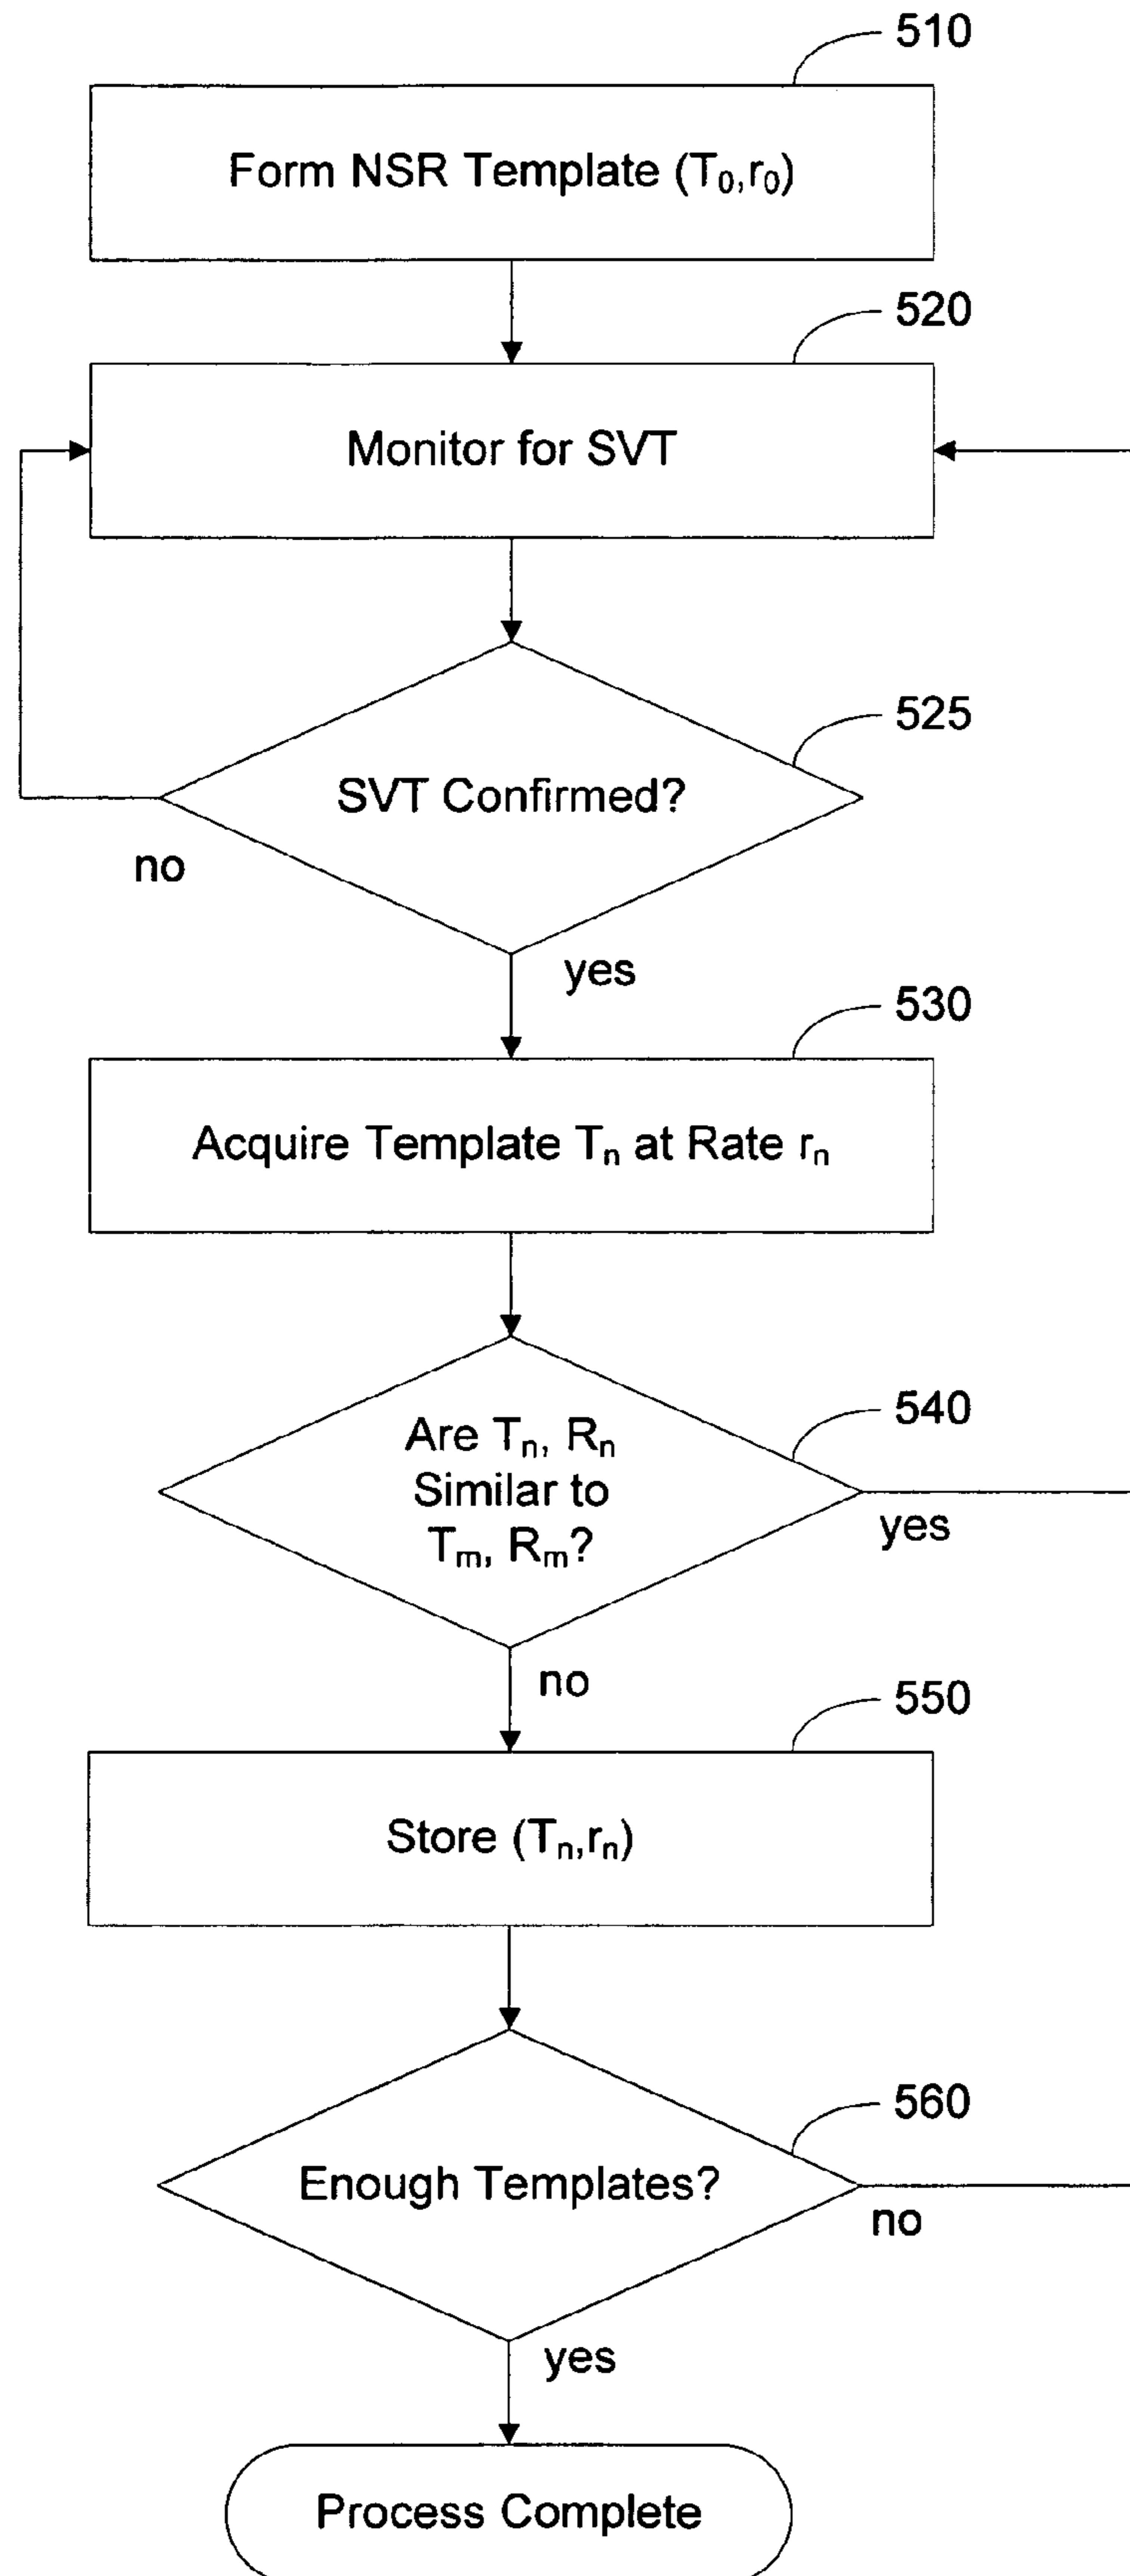 510
Form NSR Template (T₀,r₀)
520
Monitor for SVT
525
SVT Confirmed?
no
yes
530
Acquire Template Tₙ at Rate rₙ
540
Are Tₙ, Rₙ
Similar to
Tₘ, Rₘ?
yes
no
550
Store (Tₙ,rₙ)
560
Enough Templates?
no
yes
Process Complete